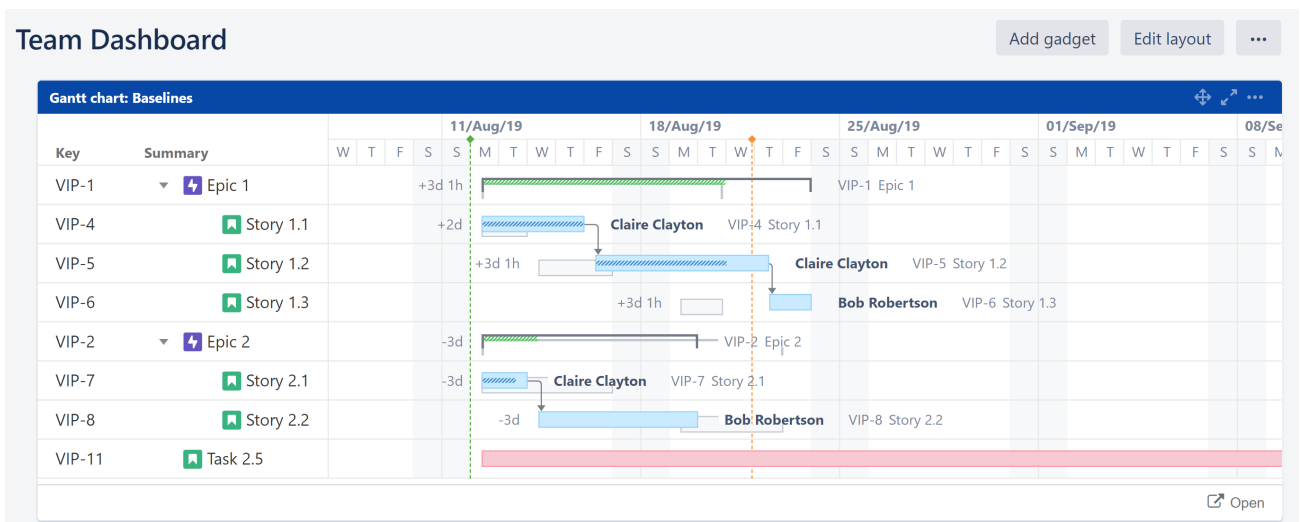 Team Dashboard
Add gadget
Edit layout
Gantt chart: Baselines
11/Aug/19 18/Aug/19 25/Aug/19 01/Sep/19 08/Se
Key Summary W T F S S M T W T F S S M T W T F S S M T W T F S S M T W T F S S M
VIP-1 Epic 1 +3d 1h VIP-1 Epic 1
VIP-4 Story 1.1 +2d Claire Clayton VIP-4 Story 1.1
VIP-5 Story 1.2 +3d 1h Claire Clayton VIP-5 Story 1.2
VIP-6 Story 1.3 +3d 1h Bob Robertson VIP-6 Story 1.3
VIP-2 Epic 2 -3d VIP-2 Epic 2
VIP-7 Story 2.1 -3d Claire Clayton VIP-7 Story 2.1
VIP-8 Story 2.2 -3d Bob Robertson VIP-8 Story 2.2
VIP-11 Task 2.5
Open